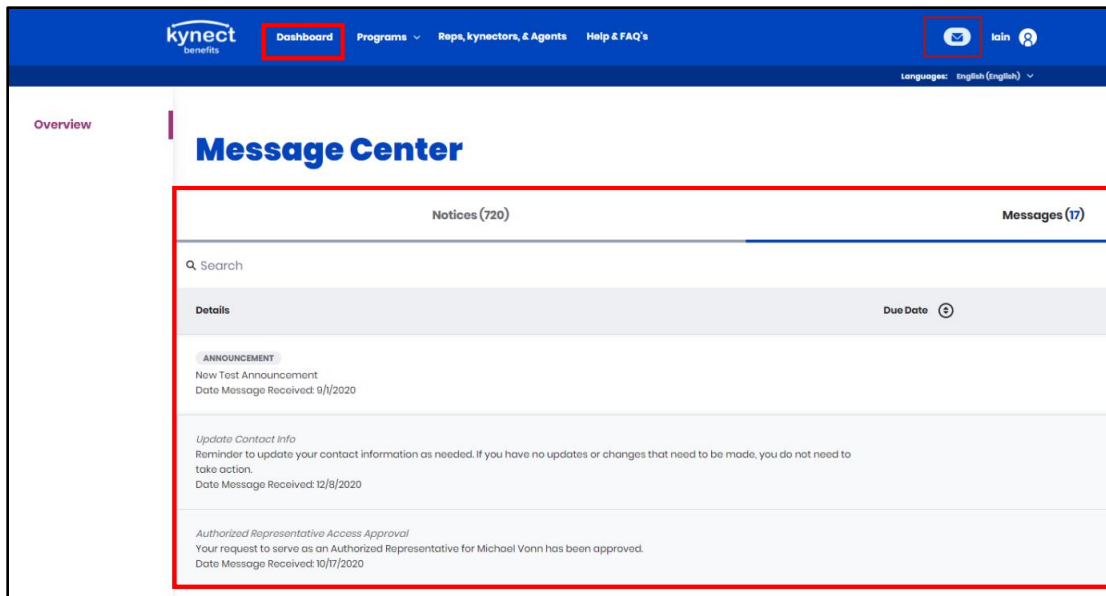 kynect
benefits
Dashboard
Programs
Reps, kynectors, & Agents
Help & FAQ's
Iain
Languages: English (English)
Overview
Message Center
Notices (720)
Messages (17)
Search
Details
Due Date
ANNOUNCEMENT
New Test Announcement
Date Message Received: 9/1/2020
Update Contact Info
Reminder to update your contact information as needed. If you have no updates or changes that need to be made, you do not need to
take action.
Date Message Received: 12/8/2020
Authorized Representative Access Approval
Your request to serve as an Authorized Representative for Michael Vonn has been approved.
Date Message Received: 10/17/2020